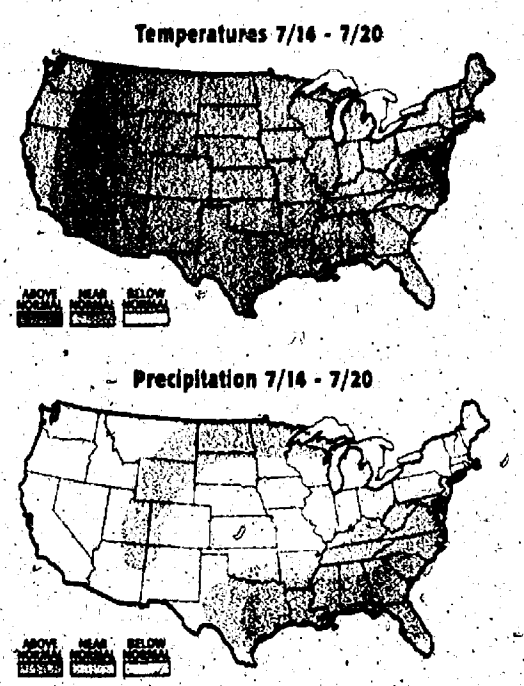 Temperatures 7/14 - 7/20
ABOVE NORMAL
NEAR NORMAL
BELOW NORMAL
Precipitation 7/14 - 7/20
ABOVE NORMAL
NEAR NORMAL
BELOW NORMAL